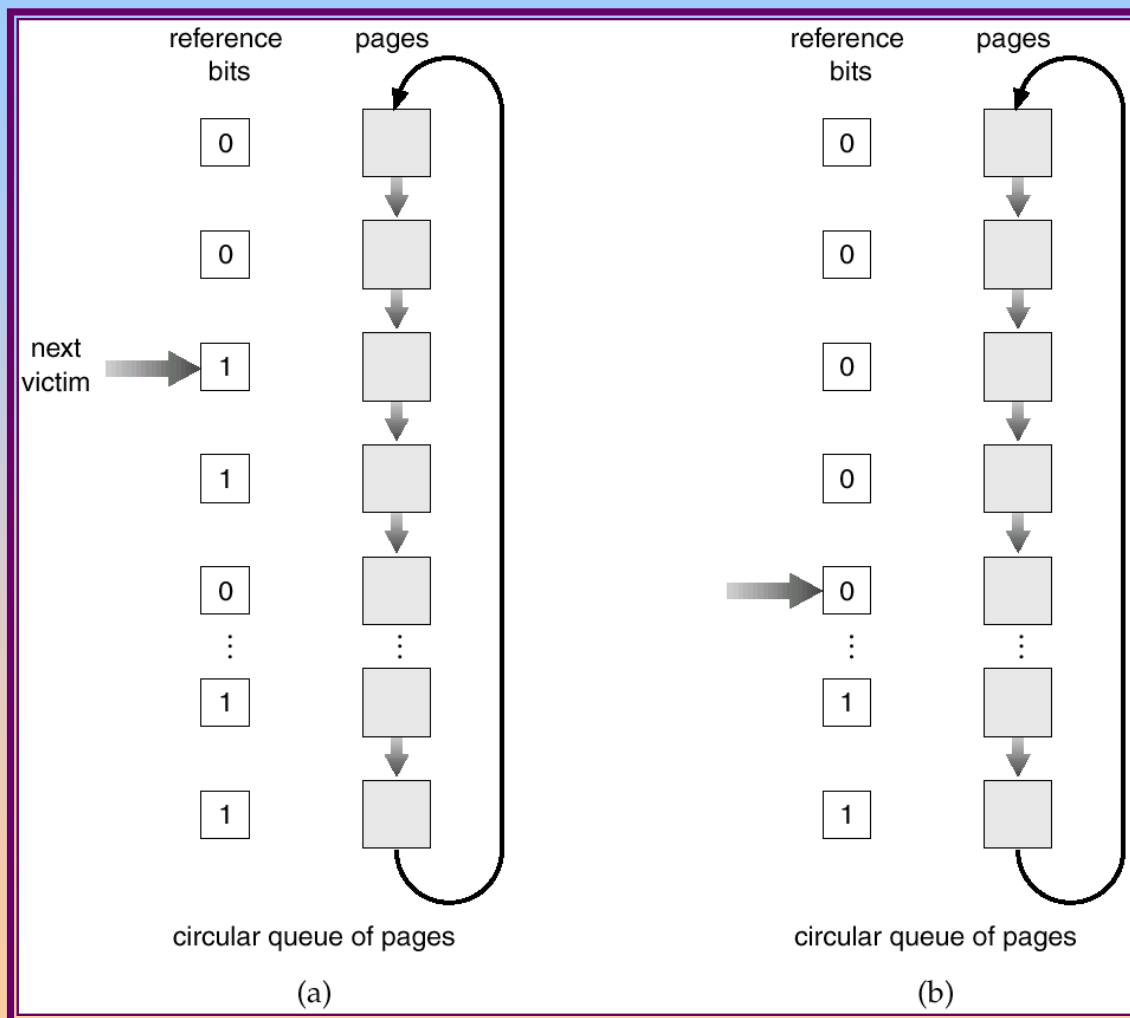 reference
bits
pages
0
0
next
victim
1
1
0
⋮
⋮
1
1
circular queue of pages
(a)
reference
bits
pages
0
0
0
0
0
⋮
⋮
1
1
circular queue of pages
(b)